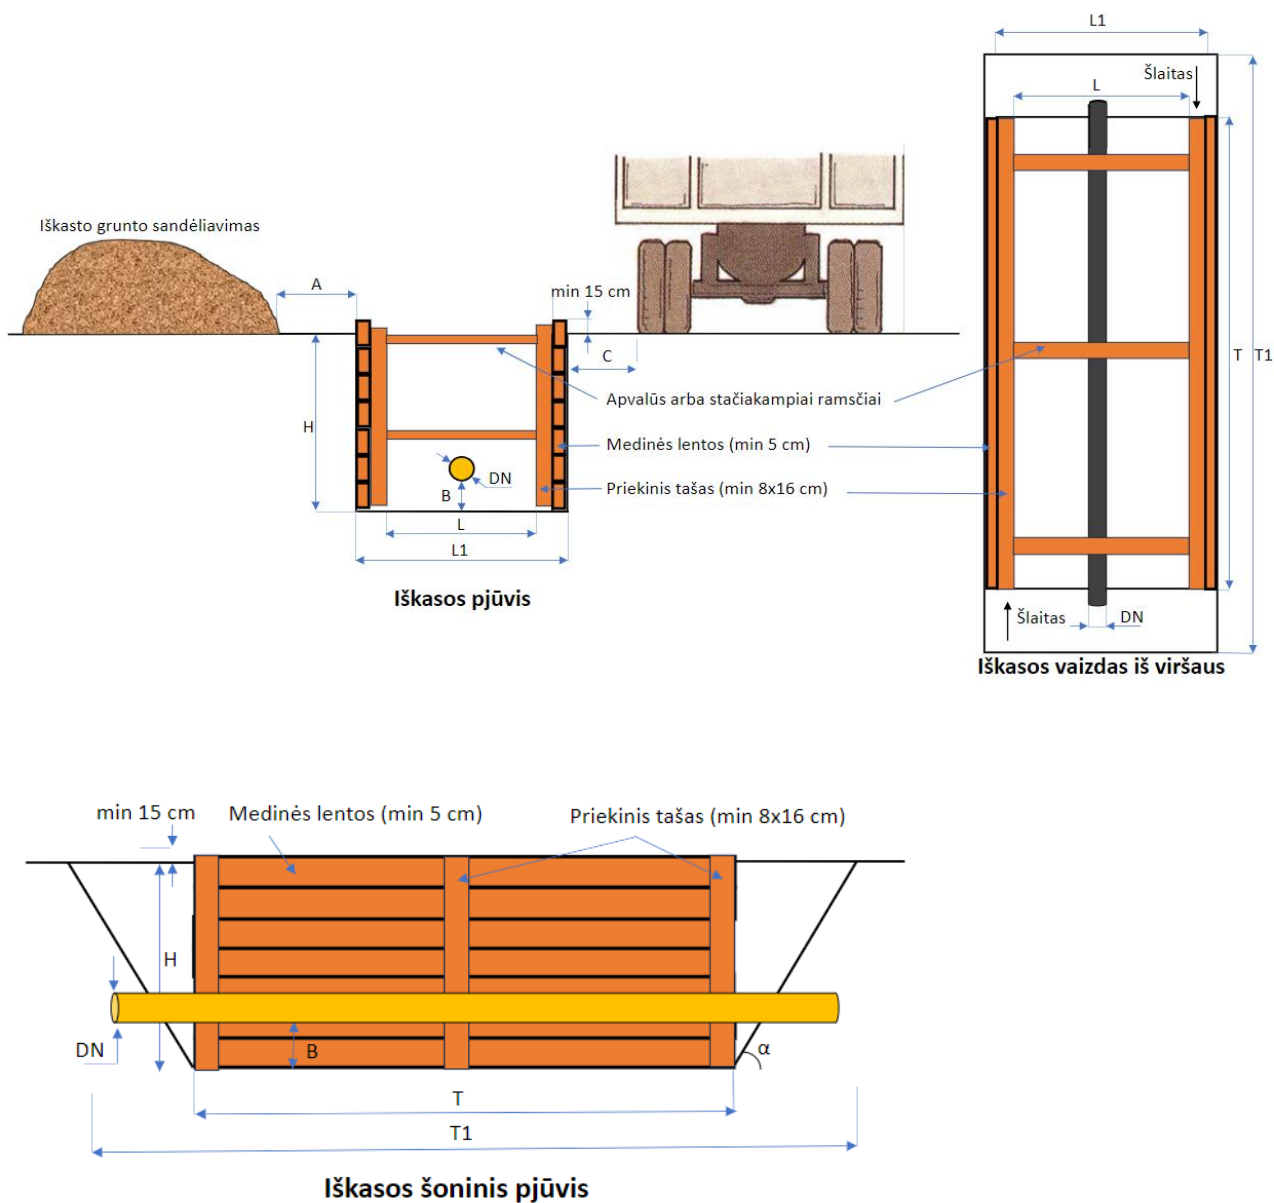 Iškasto grunto sandėliavimas
A
min 15 cm
C
H
Apvalūs arba stačiakampiai ramsčiai
Medinės lentos (min 5 cm)
DN
B
Priekinis tašas (min 8x16 cm)
L
L1
Iškasos pjūvis
L1
Šlaitas
L
T
T1
Šlaitas
DN
Iškasos vaizdas iš viršaus
min 15 cm
Medinės lentos (min 5 cm)
Priekinis tašas (min 8x16 cm)
H
DN
B
α
T
T1
Iškasos šoninis pjūvis